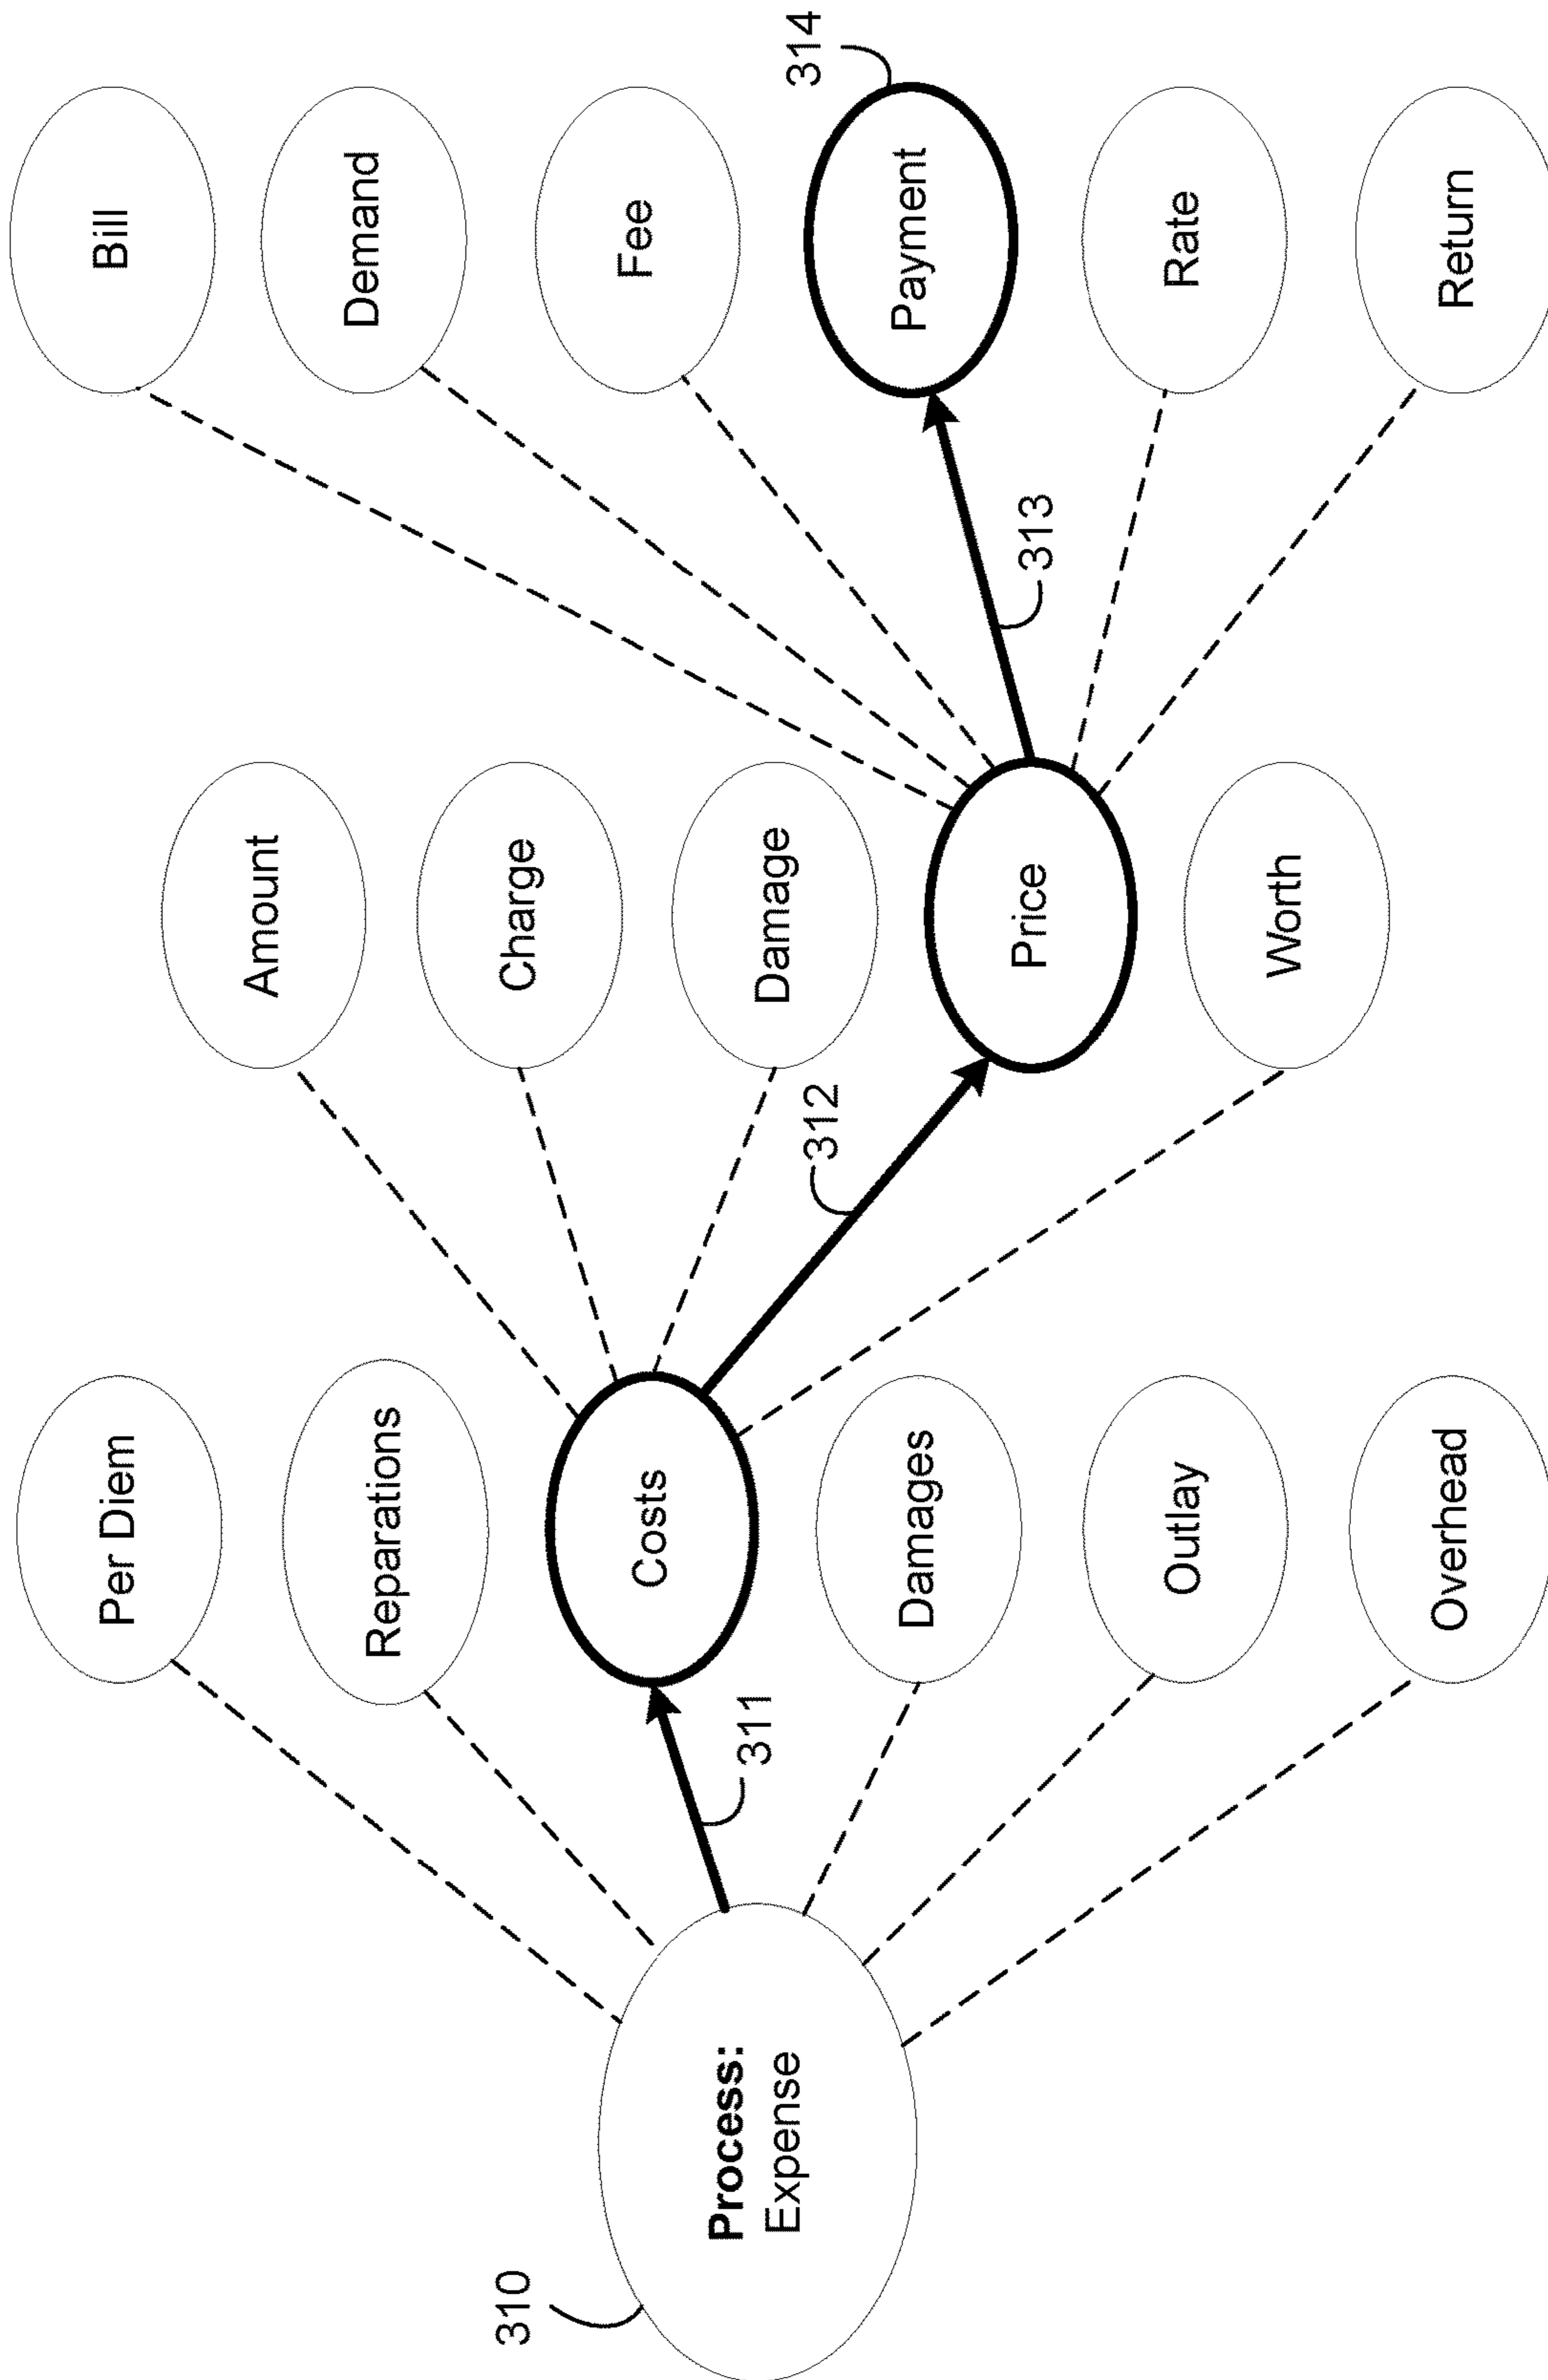 310
Process:
Expense
311
Per Diem
Reparations
Costs
Damages
Outlay
Overhead
312
Amount
Charge
Damage
Price
Worth
313
Bill
Demand
Fee
Payment
Rate
Return
314